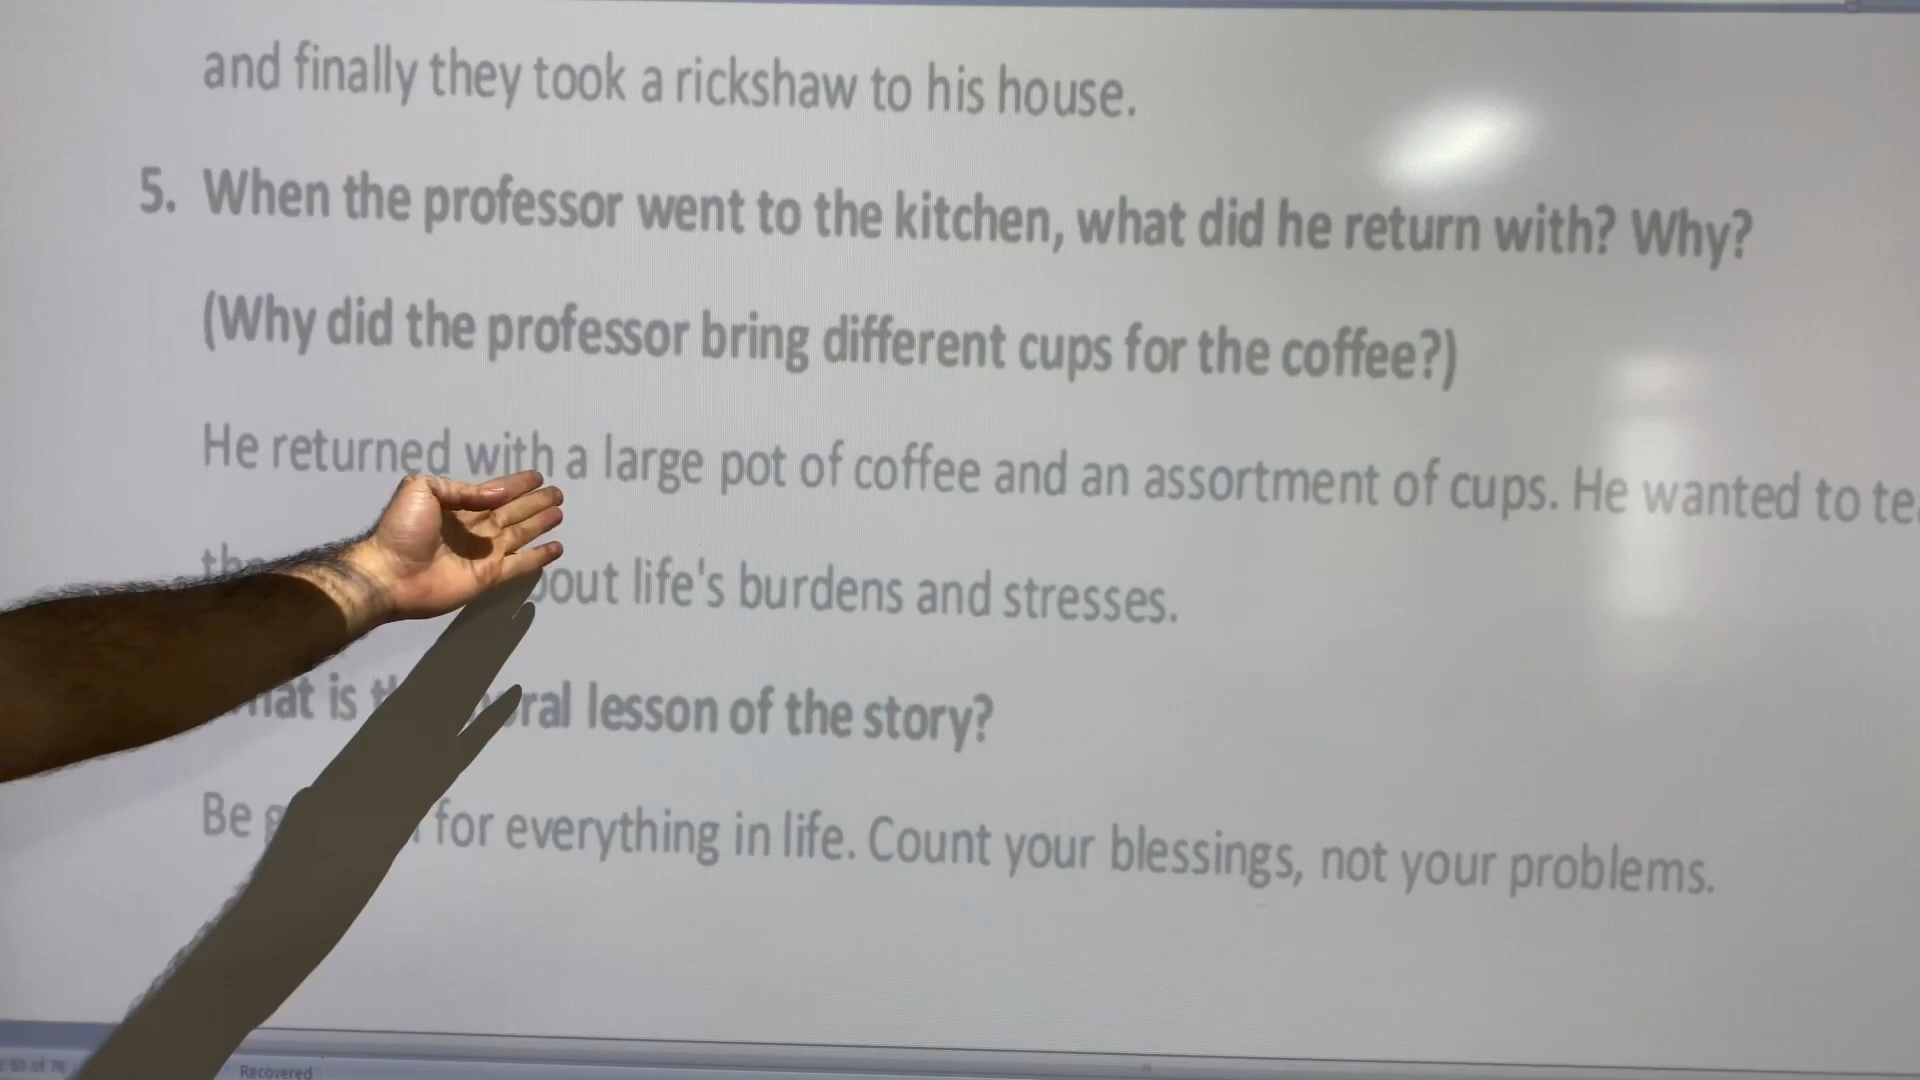 and finally they took a rickshaw to his house.
5. When the professor went to the kitchen, what did he return with? Why?
(Why did the professor bring different cups for the coffee?)
He returned with a large pot of coffee and an assortment of cups. He wanted to
life's burdens and stresses.
is lesson of the story?
Be for everything in life. Count your blessings, not your problems.
Recovered